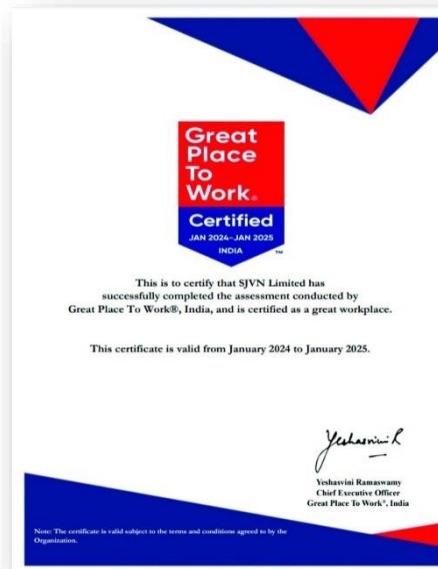 Great
Place
To
Work®
Certified
JAN 2024-JAN 2025
INDIA ™
This is to certify that SJVN Limited has
successfully completed the assessment conducted by
Great Place To Work®, India, and is certified as a great workplace.
This certificate is valid from January 2024 to January 2025.
Yeshasvini R
Yeshasvini Ramaswamy
Chief Executive Officer
Great Place To Work®, India
Note: The certificate is valid subject to the terms and conditions agreed to by the
Organization.